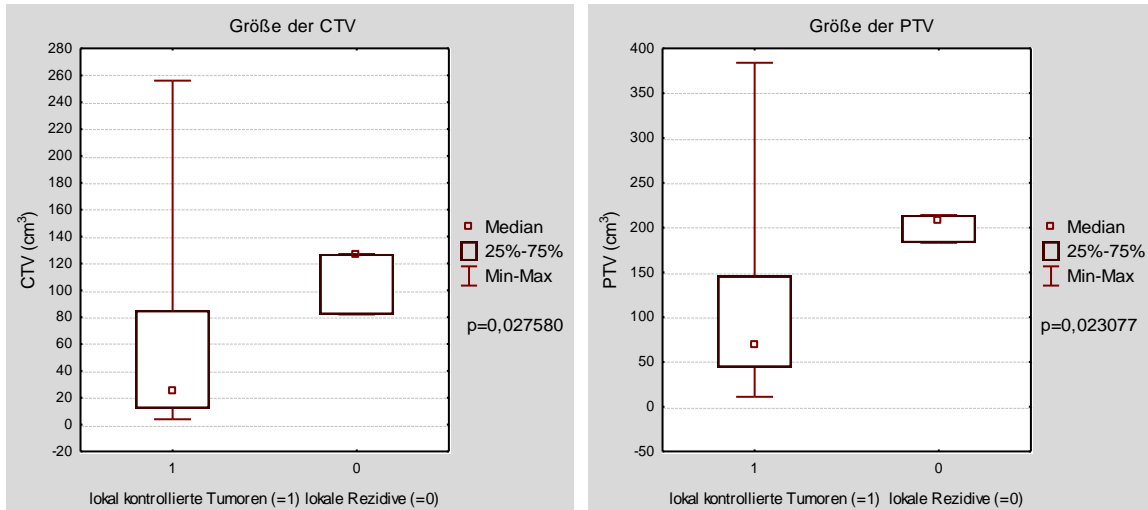 Größe der CTV
280
260
240
220
200
180
160
140
120
100
80
60
40
20
0
-20
CTV (cm³)
1
0
lokal kontrollierte Tumoren (=1) lokale Rezidive (=0)
Median
25%-75%
Min-Max
p=0,027580
Größe der PTV
400
350
300
250
200
150
100
50
0
-50
PTV (cm³)
1
0
lokal kontrollierte Tumoren (=1) lokale Rezidive (=0)
Median
25%-75%
Min-Max
p=0,023077